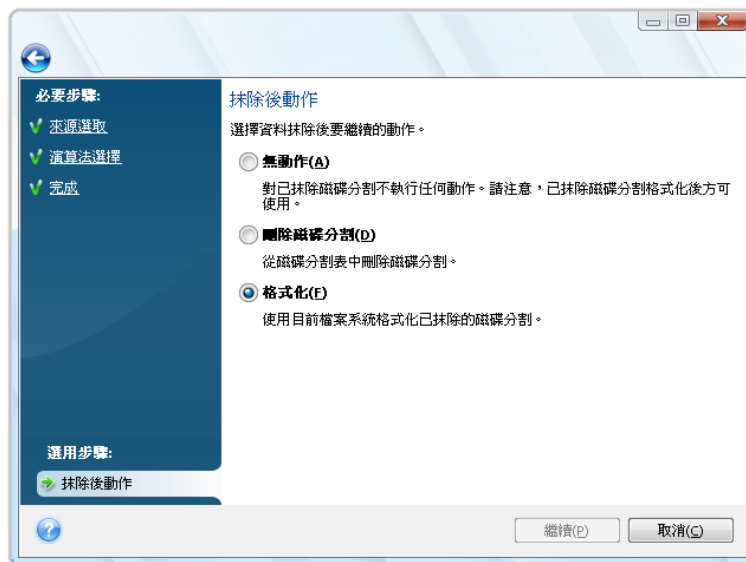 必要步驟:
來源選取
演算法選擇
完成
選用步驟:
抹除後動作
抹除後動作
選擇資料抹除後要繼續的動作。
無動作(A)
對已抹除磁碟分割不執行任何動作。請注意，已抹除磁碟分割格式化後方可
使用。
刪除磁碟分割(D)
從磁碟分割表中刪除磁碟分割。
格式化(F)
使用目前檔案系統格式化已抹除的磁碟分割。
繼續(P)
取消(C)